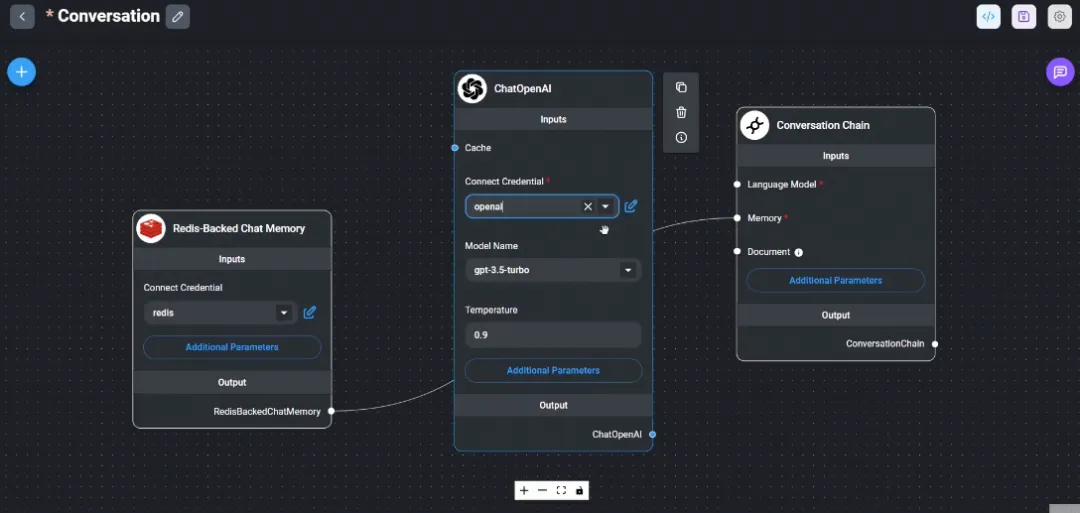 * Conversation
Redis-Backed Chat Memory
Inputs
Connect Credential
redis
Additional Parameters
Output
RedisBackedChatMemory
ChatOpenAI
Inputs
Cache
Connect Credential *
openai
Model Name
gpt-3.5-turbo
Temperature
0.9
Additional Parameters
Output
ChatOpenAI
Conversation Chain
Inputs
Language Model *
Memory *
Document
Additional Parameters
Output
ConversationChain